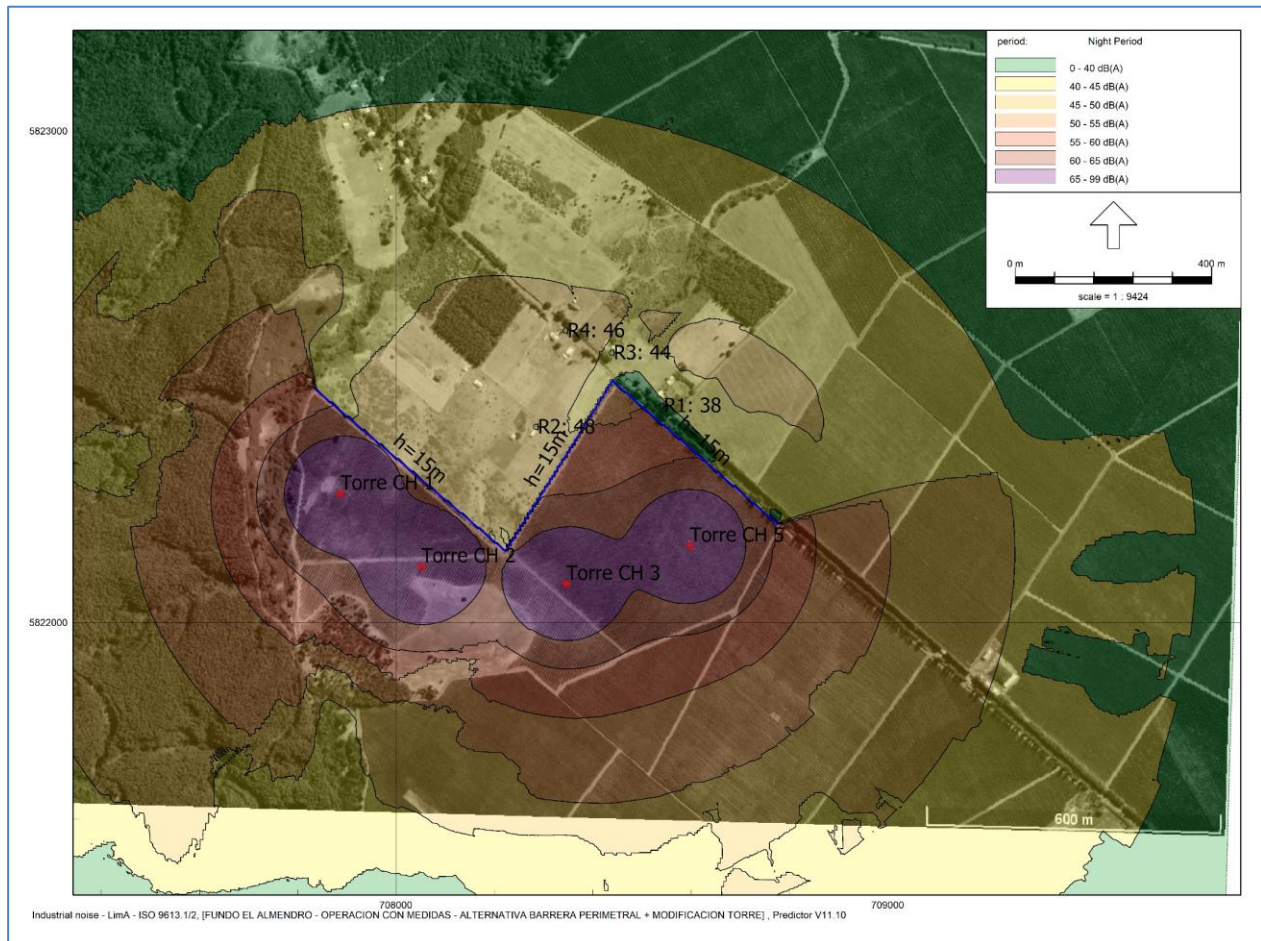 period: Night Period
0 - 40 dB(A)
40 - 45 dB(A)
45 - 50 dB(A)
50 - 55 dB(A)
55 - 60 dB(A)
60 - 65 dB(A)
65 - 99 dB(A)
0 m 400 m
scale = 1 : 9424
5823000
R4: 46
R3: 44
R1: 38
R2: 48
h=15m
h=15m
h=15m
Torre CH 1
Torre CH 2
Torre CH 3
Torre CH 5
5822000
600 m
708000
709000
Industrial noise - LimA - ISO 9613.1/2, [FUNDO EL ALMENDRO - OPERACION CON MEDIDAS - ALTERNATIVA BARRERA PERIMETRAL + MODIFICACION TORRE] , Predictor V11.10